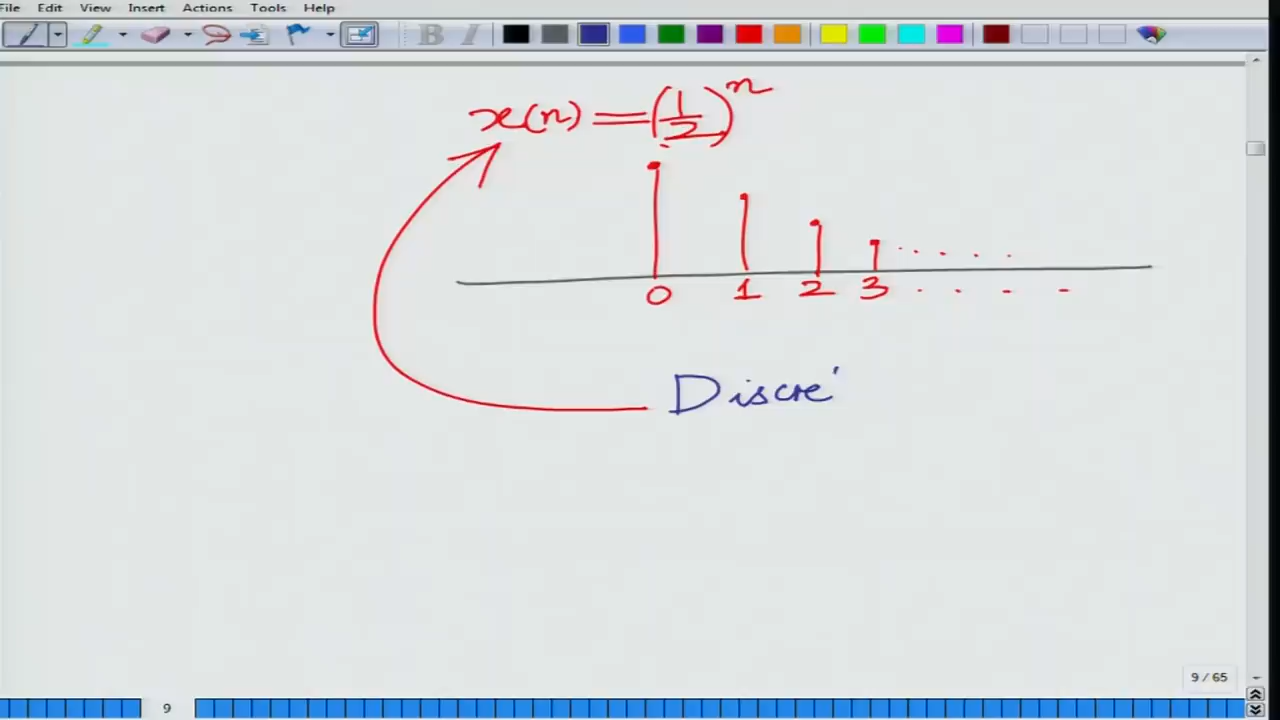 File Edit View Insert Actions Tools Help
B I
x(n) = (1/2)^n
0 1 2 3 . . . .
Discre'
9 / 65
9